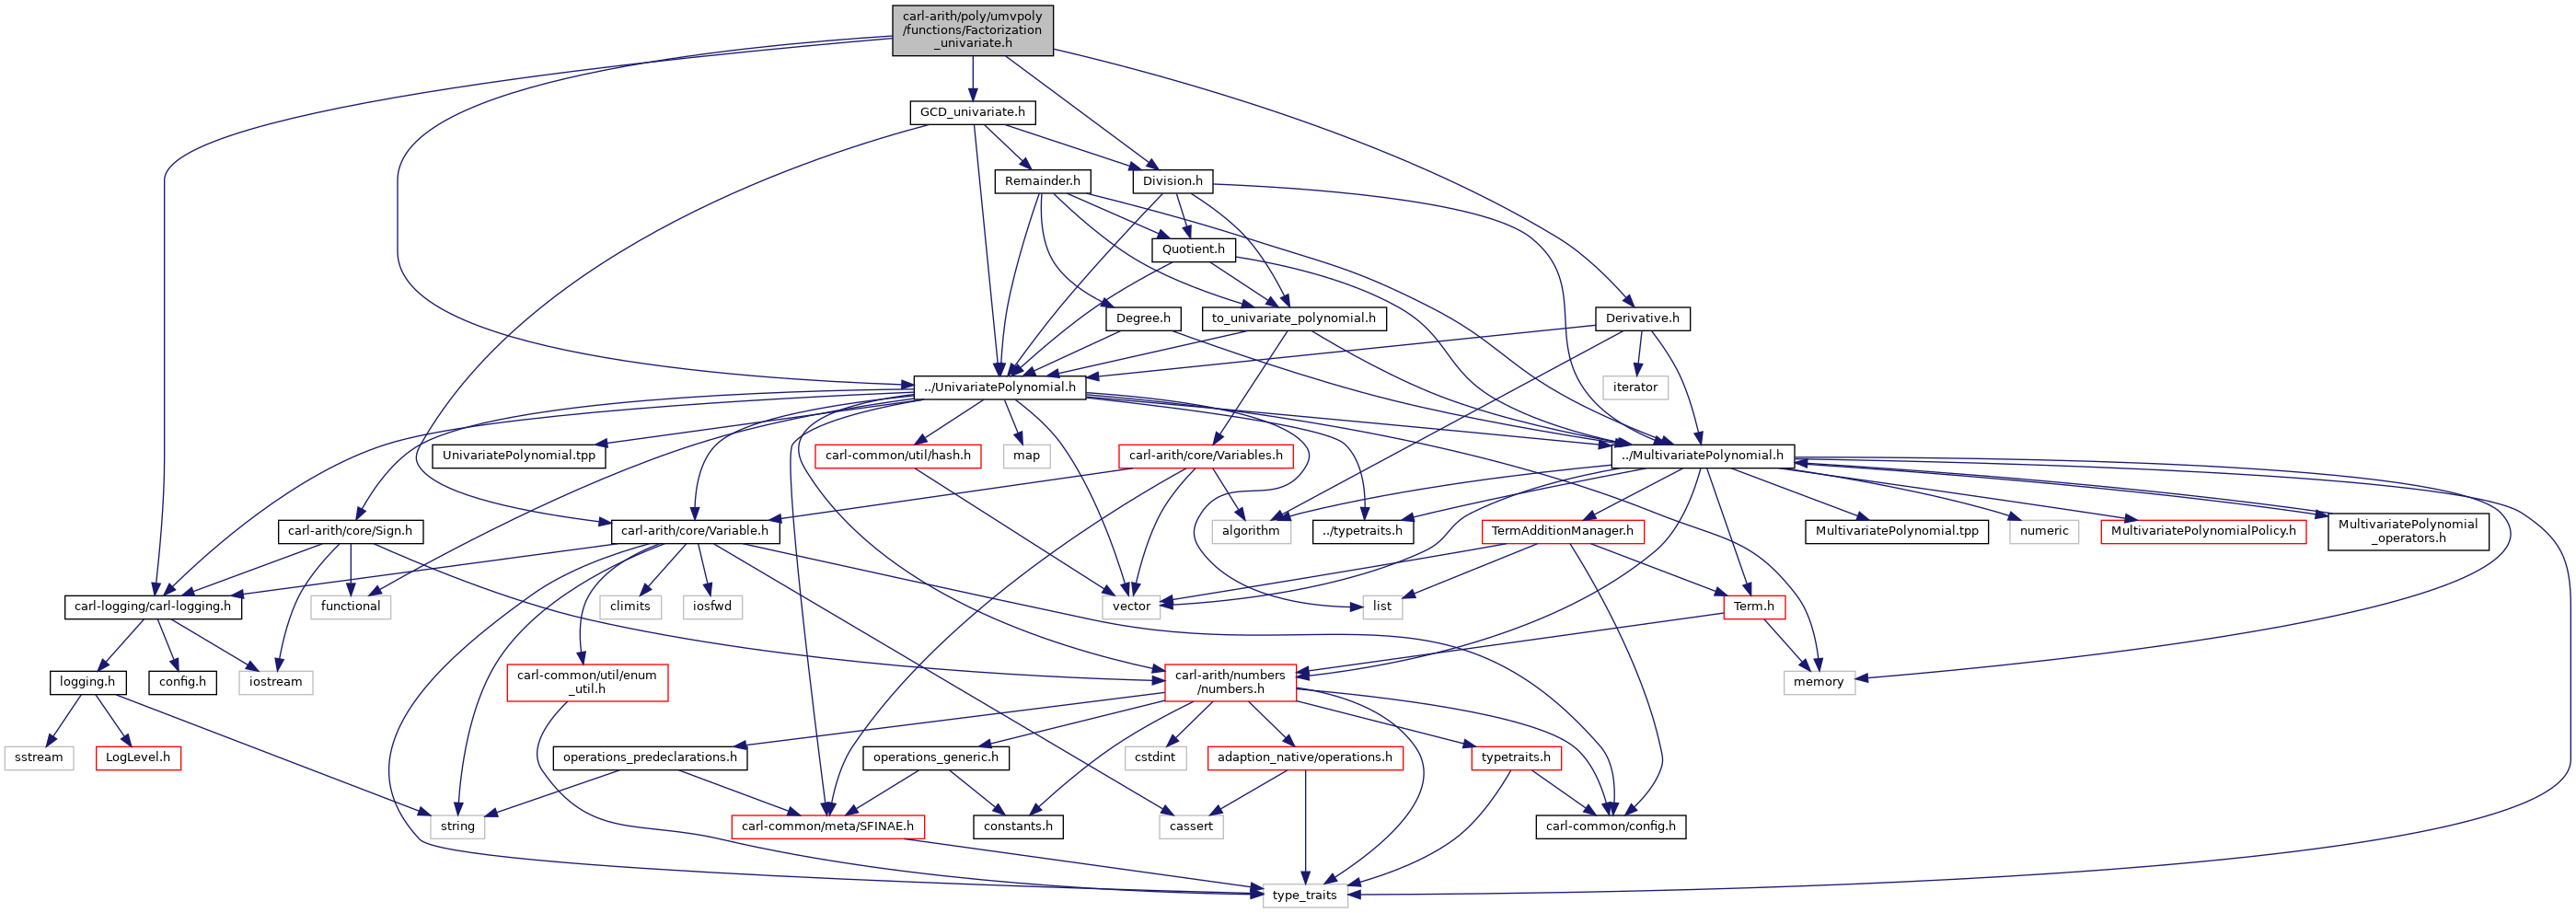 carl-arith/poly/umvpoly
/functions/Factorization
_univariate.h
GCD_univariate.h
Remainder.h
Division.h
Quotient.h
Degree.h
to_univariate_polynomial.h
Derivative.h
../UnivariatePolynomial.h
iterator
UnivariatePolynomial.tpp
carl-common/util/hash.h
map
carl-arith/core/Variables.h
../MultivariatePolynomial.h
carl-arith/core/Sign.h
carl-arith/core/Variable.h
algorithm
../typetraits.h
TermAdditionManager.h
MultivariatePolynomial.tpp
numeric
MultivariatePolynomialPolicy.h
MultivariatePolynomial
_operators.h
carl-logging/carl-logging.h
functional
climits
iosfwd
vector
list
Term.h
logging.h
config.h
iostream
carl-common/util/enum
_util.h
carl-arith/numbers
/numbers.h
memory
sstream
LogLevel.h
operations_predeclarations.h
operations_generic.h
cstdint
adaption_native/operations.h
typetraits.h
string
carl-common/meta/SFINAE.h
constants.h
cassert
carl-common/config.h
type_traits